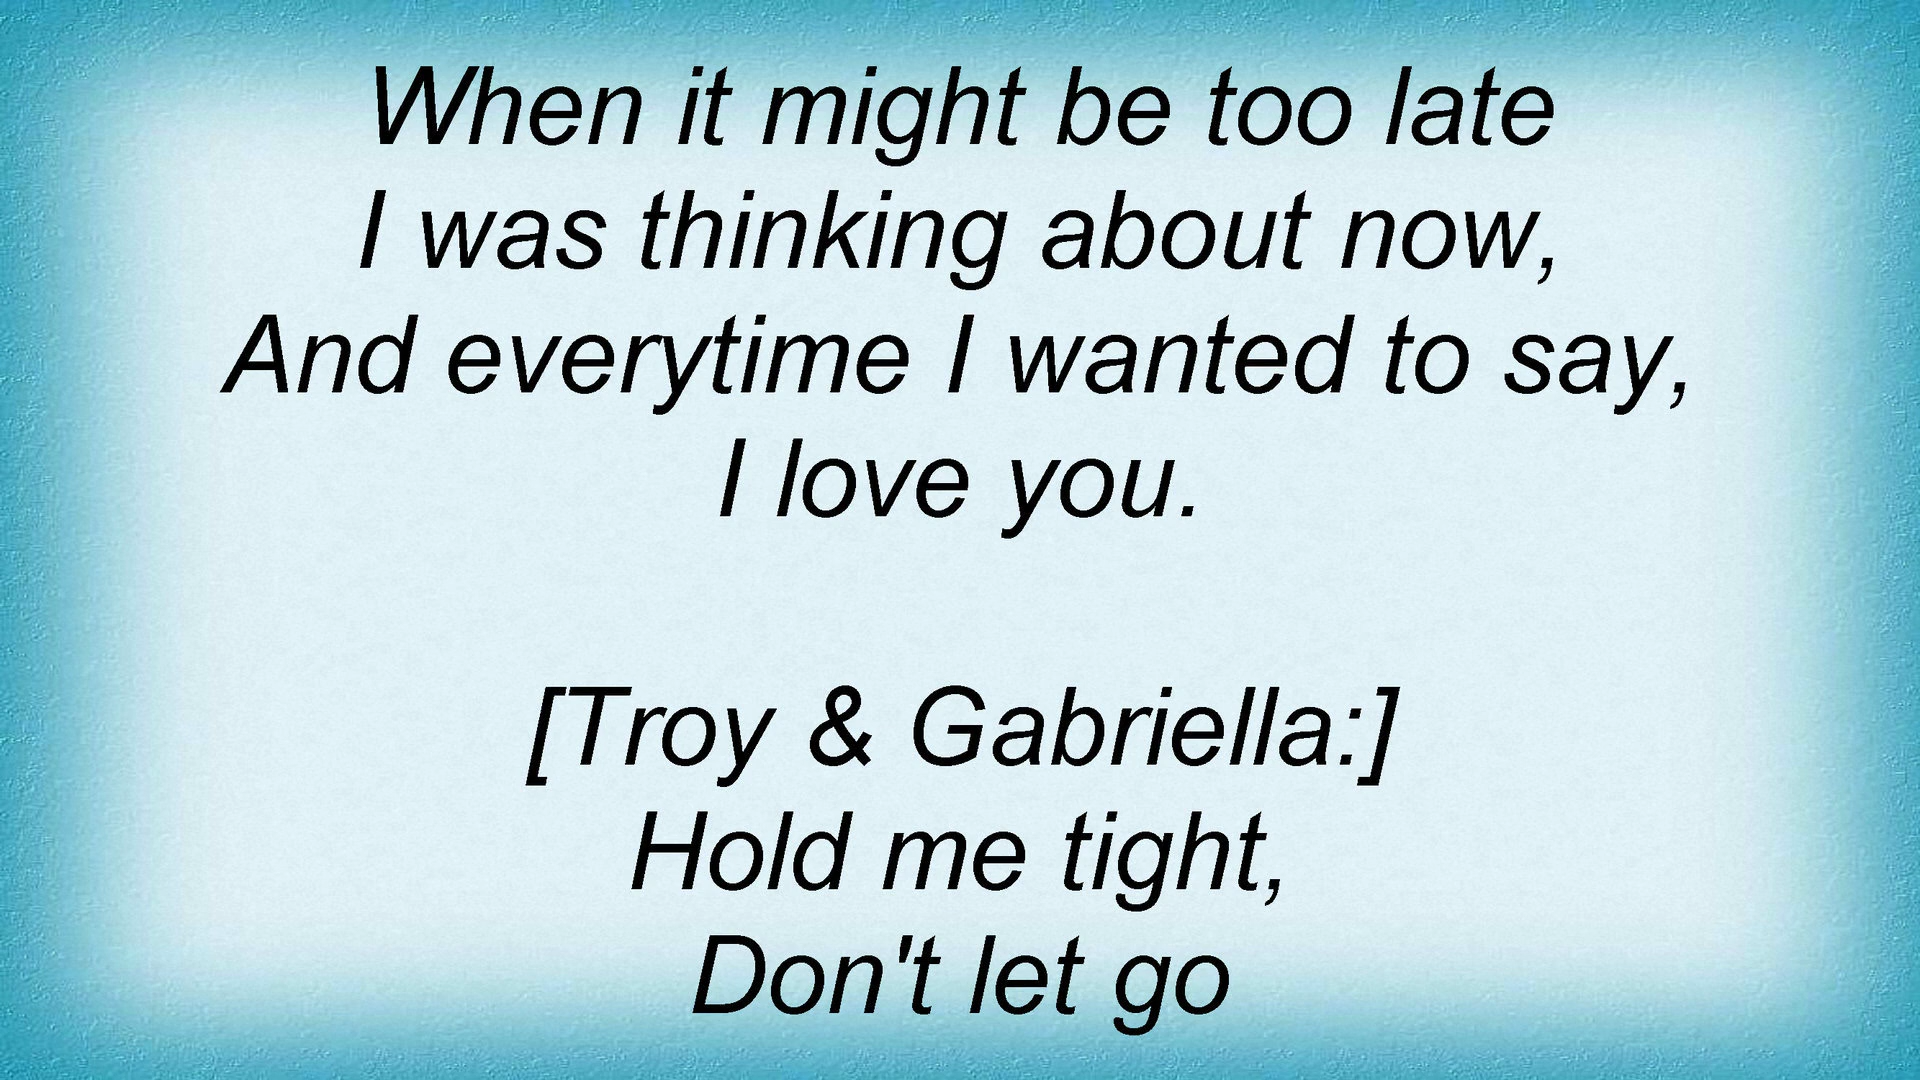 When it might be too late
I was thinking about now,
And everytime I wanted to say,
I love you.
[Troy & Gabriella:]
Hold me tight,
Don't let go